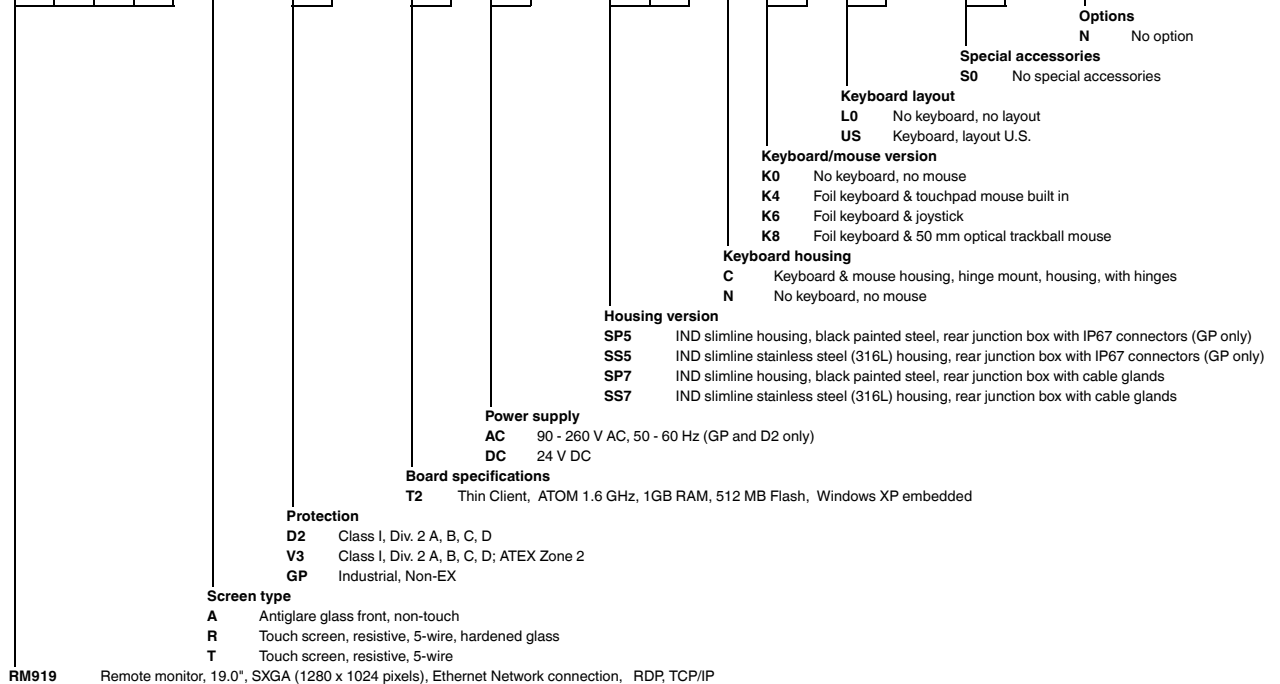 Options
N No option
Special accessories
S0 No special accessories
Keyboard layout
L0 No keyboard, no layout
US Keyboard, layout U.S.
Keyboard/mouse version
K0 No keyboard, no mouse
K4 Foil keyboard & touchpad mouse built in
K6 Foil keyboard & joystick
K8 Foil keyboard & 50 mm optical trackball mouse
Keyboard housing
C Keyboard & mouse housing, hinge mount, housing, with hinges
N No keyboard, no mouse
Housing version
SP5 IND slimline housing, black painted steel, rear junction box with IP67 connectors (GP only)
SS5 IND slimline stainless steel (316L) housing, rear junction box with IP67 connectors (GP only)
SP7 IND slimline housing, black painted steel, rear junction box with cable glands
SS7 IND slimline stainless steel (316L) housing, rear junction box with cable glands
Power supply
AC 90 - 260 V AC, 50 - 60 Hz (GP and D2 only)
DC 24 V DC
Board specifications
T2 Thin Client, ATOM 1.6 GHz, 1GB RAM, 512 MB Flash, Windows XP embedded
Protection
D2 Class I, Div. 2 A, B, C, D
V3 Class I, Div. 2 A, B, C, D; ATEX Zone 2
GP Industrial, Non-EX
Screen type
A Antiglare glass front, non-touch
R Touch screen, resistive, 5-wire, hardened glass
T Touch screen, resistive, 5-wire
RM919 Remote monitor, 19.0", SXGA (1280 x 1024 pixels), Ethernet Network connection, RDP, TCP/IP